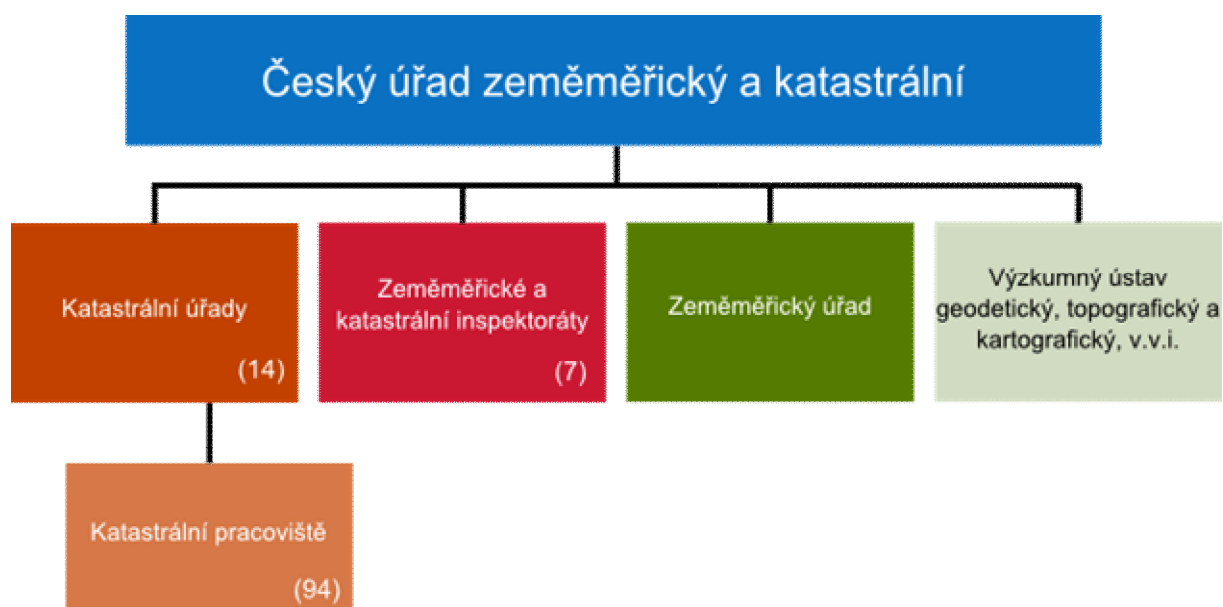 Český úřad zeměměřický a katastrální
Katastrální úřady
(14)
Zeměměřické a
katastrální inspektoráty
(7)
Zeměměřický úřad
Výzkumný ústav
geodetický, topografický a
kartografický, v.v.i.
Katastrální pracoviště
(94)